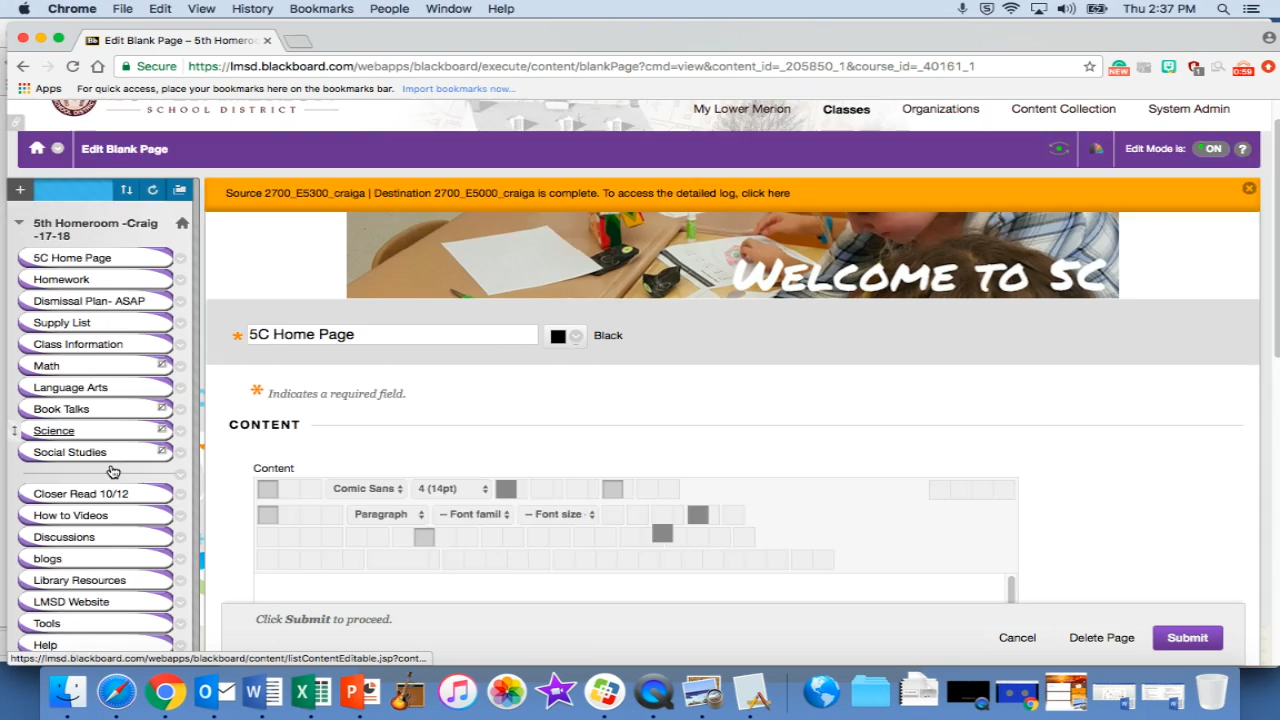 Chrome File Edit View History Bookmarks People Window Help Thu 2:37 PM
Edit Blank Page – 5th Homeroo
Secure https://lmsd.blackboard.com/webapps/blackboard/execute/content/blankPage?cmd=view&content_id=_205850_1&course_id=_40161_1
Apps For quick access, place your bookmarks here on the bookmarks bar. Import bookmarks now...
NEW 1 0:59
SCHOOL DISTRICT
My Lower Merion Classes Organizations Content Collection System Admin
Edit Blank Page Edit Mode is: ON ?
Source 2700_E5300_craiga | Destination 2700_E5000_craiga is complete. To access the detailed log, click here
5th Homeroom -Craig
-17-18
5C Home Page
Homework
Dismissal Plan- ASAP
Supply List
Class Information
Math
Language Arts
Book Talks
Science
Social Studies
Closer Read 10/12
How to Videos
Discussions
blogs
Library Resources
LMSD Website
Tools
Help
WELCOME TO 5C
* 5C Home Page Black
* Indicates a required field.
CONTENT
Content
Comic Sans 4 (14pt)
Paragraph -- Font famil -- Font size
Click Submit to proceed.
Cancel Delete Page Submit
https://lmsd.blackboard.com/webapps/blackboard/content/listContentEditable.jsp?cont...